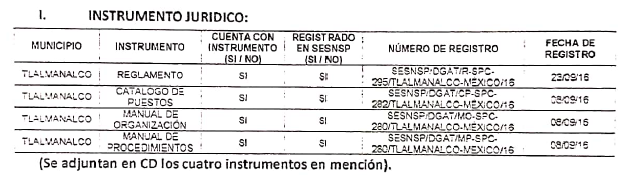 I. INSTRUMENTO JURIDICO:
MUNICIPIO INSTRUMENTO CUENTA CON INSTRUMENTO (SI / NO) REGISTRADO EN SESNSP (SI / NO) NÚMERO DE REGISTRO FECHA DE REGISTRO
TLALMANALCO REGLAMENTO SI SI SESNSP/DGAT/R-SPC-295/TLALMANALCO-MEXICO/16 23/09/16
TLALMANALCO CATALOGO DE PUESTOS SI SI SESNSP/DGAT/CP-SPC-282/TLALMANALCO-MEXICO/16 08/09/16
TLALMANALCO MANUAL DE ORGANIZACIÓN SI SI SESNSP/DGAT/MO-SPC-280/TLALMANALCO-MEXICO/16 08/09/16
TLALMANALCO MANUAL DE PROCEDIMIENTOS SI SI SESNSP/DGAT/MP-SPC-280/TLALMANALCO-MEXICO/16 08/09/16
(Se adjuntan en CD los cuatro instrumentos en mención).